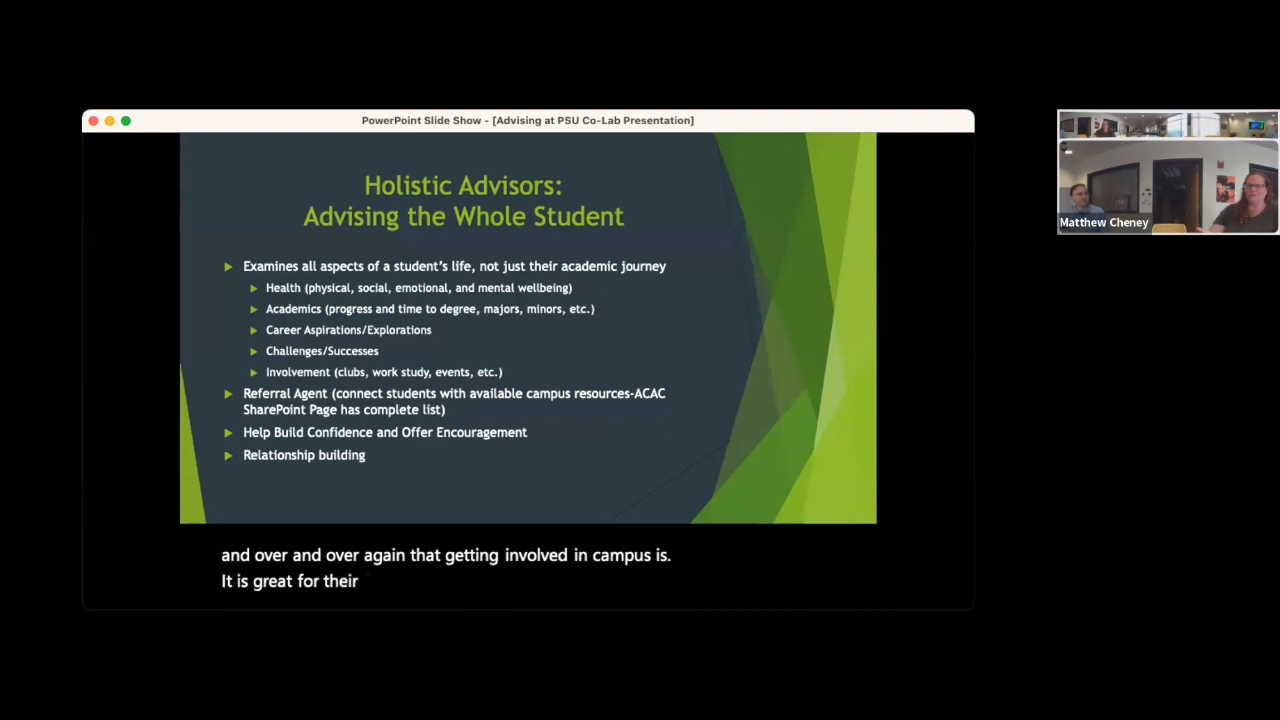 PowerPoint Slide Show - [Advising at PSU Co-Lab Presentation]
Holistic Advisors:
Advising the Whole Student
Examines all aspects of a student's life, not just their academic journey
Health (physical, social, emotional, and mental wellbeing)
Academics (progress and time to degree, majors, minors, etc.)
Career Aspirations/Explorations
Challenges/Successes
Involvement (clubs, work study, events, etc.)
Referral Agent (connect students with available campus resources-ACAC
SharePoint Page has complete list)
Help Build Confidence and Offer Encouragement
Relationship building
and over and over again that getting involved in campus is.
It is great for their
Matthew Cheney